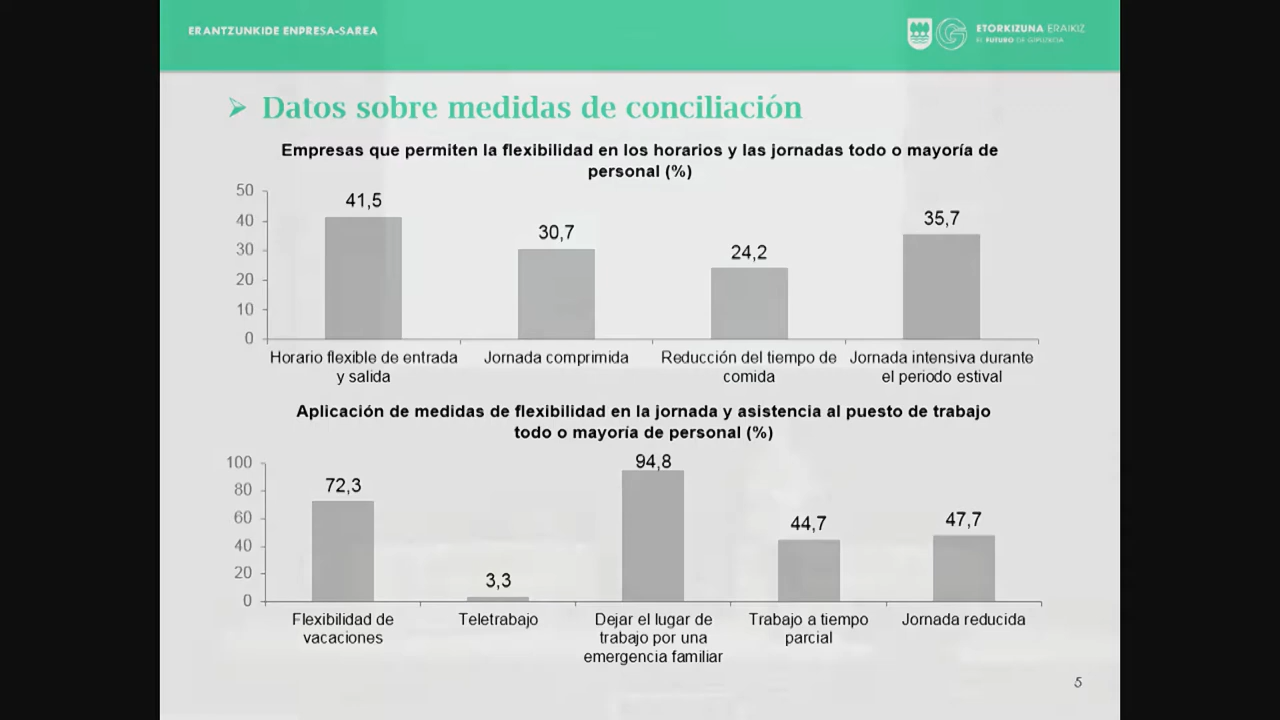 ERANTZUNKIDE ENPRESA-SAREA
ETORKIZUNA ERAIKIZ
EL FUTURO DE GIPUZKOA
Datos sobre medidas de conciliación
Empresas que permiten la flexibilidad en los horarios y las jornadas todo o mayoría de
personal (%)
50
40
30
20
10
0
41,5
30,7
24,2
35,7
Horario flexible de entrada
y salida
Jornada comprimida
Reducción del tiempo de
comida
Jornada intensiva durante
el periodo estival
Aplicación de medidas de flexibilidad en la jornada y asistencia al puesto de trabajo
todo o mayoría de personal (%)
100
80
60
40
20
0
72,3
3,3
94,8
44,7
47,7
Flexibilidad de
vacaciones
Teletrabajo
Dejar el lugar de
trabajo por una
emergencia familiar
Trabajo a tiempo
parcial
Jornada reducida
5